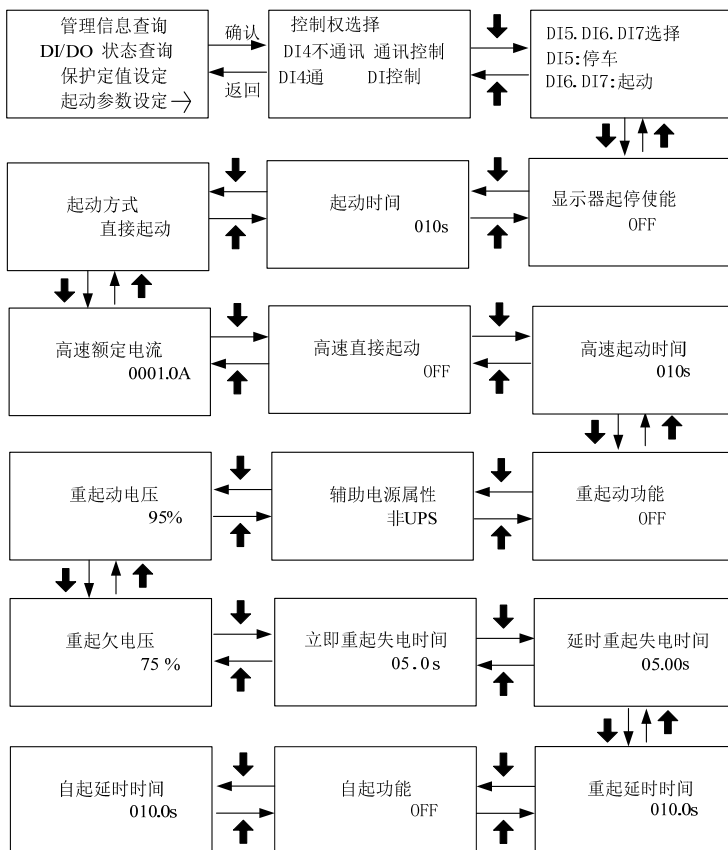 管理信息查询
DI/DO 状态查询
保护定值设定
起动参数设定→
确认
返回
控制权选择
DI4不通讯 通讯控制
DI4通 DI控制
DI5.DI6.DI7选择
DI5:停车
DI6.DI7:起动
起动方式
直接起动
起动时间
010s
显示器起停使能
OFF
高速额定电流
0001.0A
高速直接起动
OFF
高速起动时间
010s
重起动电压
95%
辅助电源属性
非UPS
重起动功能
OFF
重起欠电压
75 %
立即重起失电时间
05.0s
延时重起失电时间
05.00s
自起延时时间
010.0s
自起功能
OFF
重起延时时间
010.0s